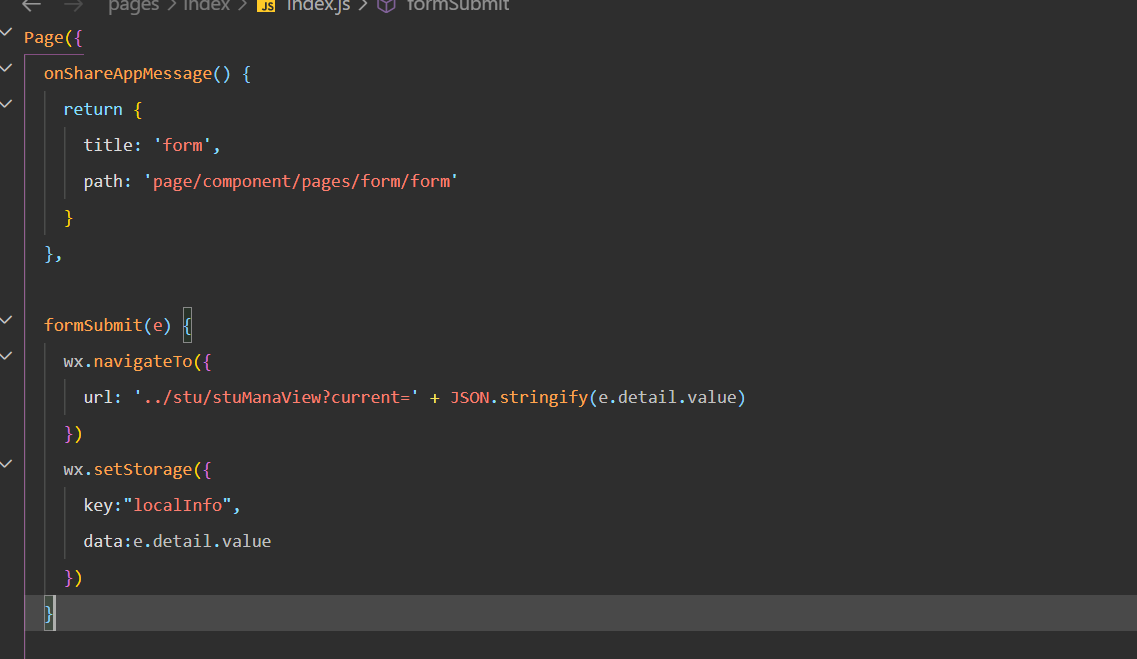 pages > index > JS index.js > formSubmit
Page({
onShareAppMessage() {
return {
title: 'form',
path: 'page/component/pages/form/form'
}
},
formSubmit(e) {
wx.navigateTo({
url: '../stu/stuManaView?current=' + JSON.stringify(e.detail.value)
})
wx.setStorage({
key:"localInfo",
data:e.detail.value
})
}